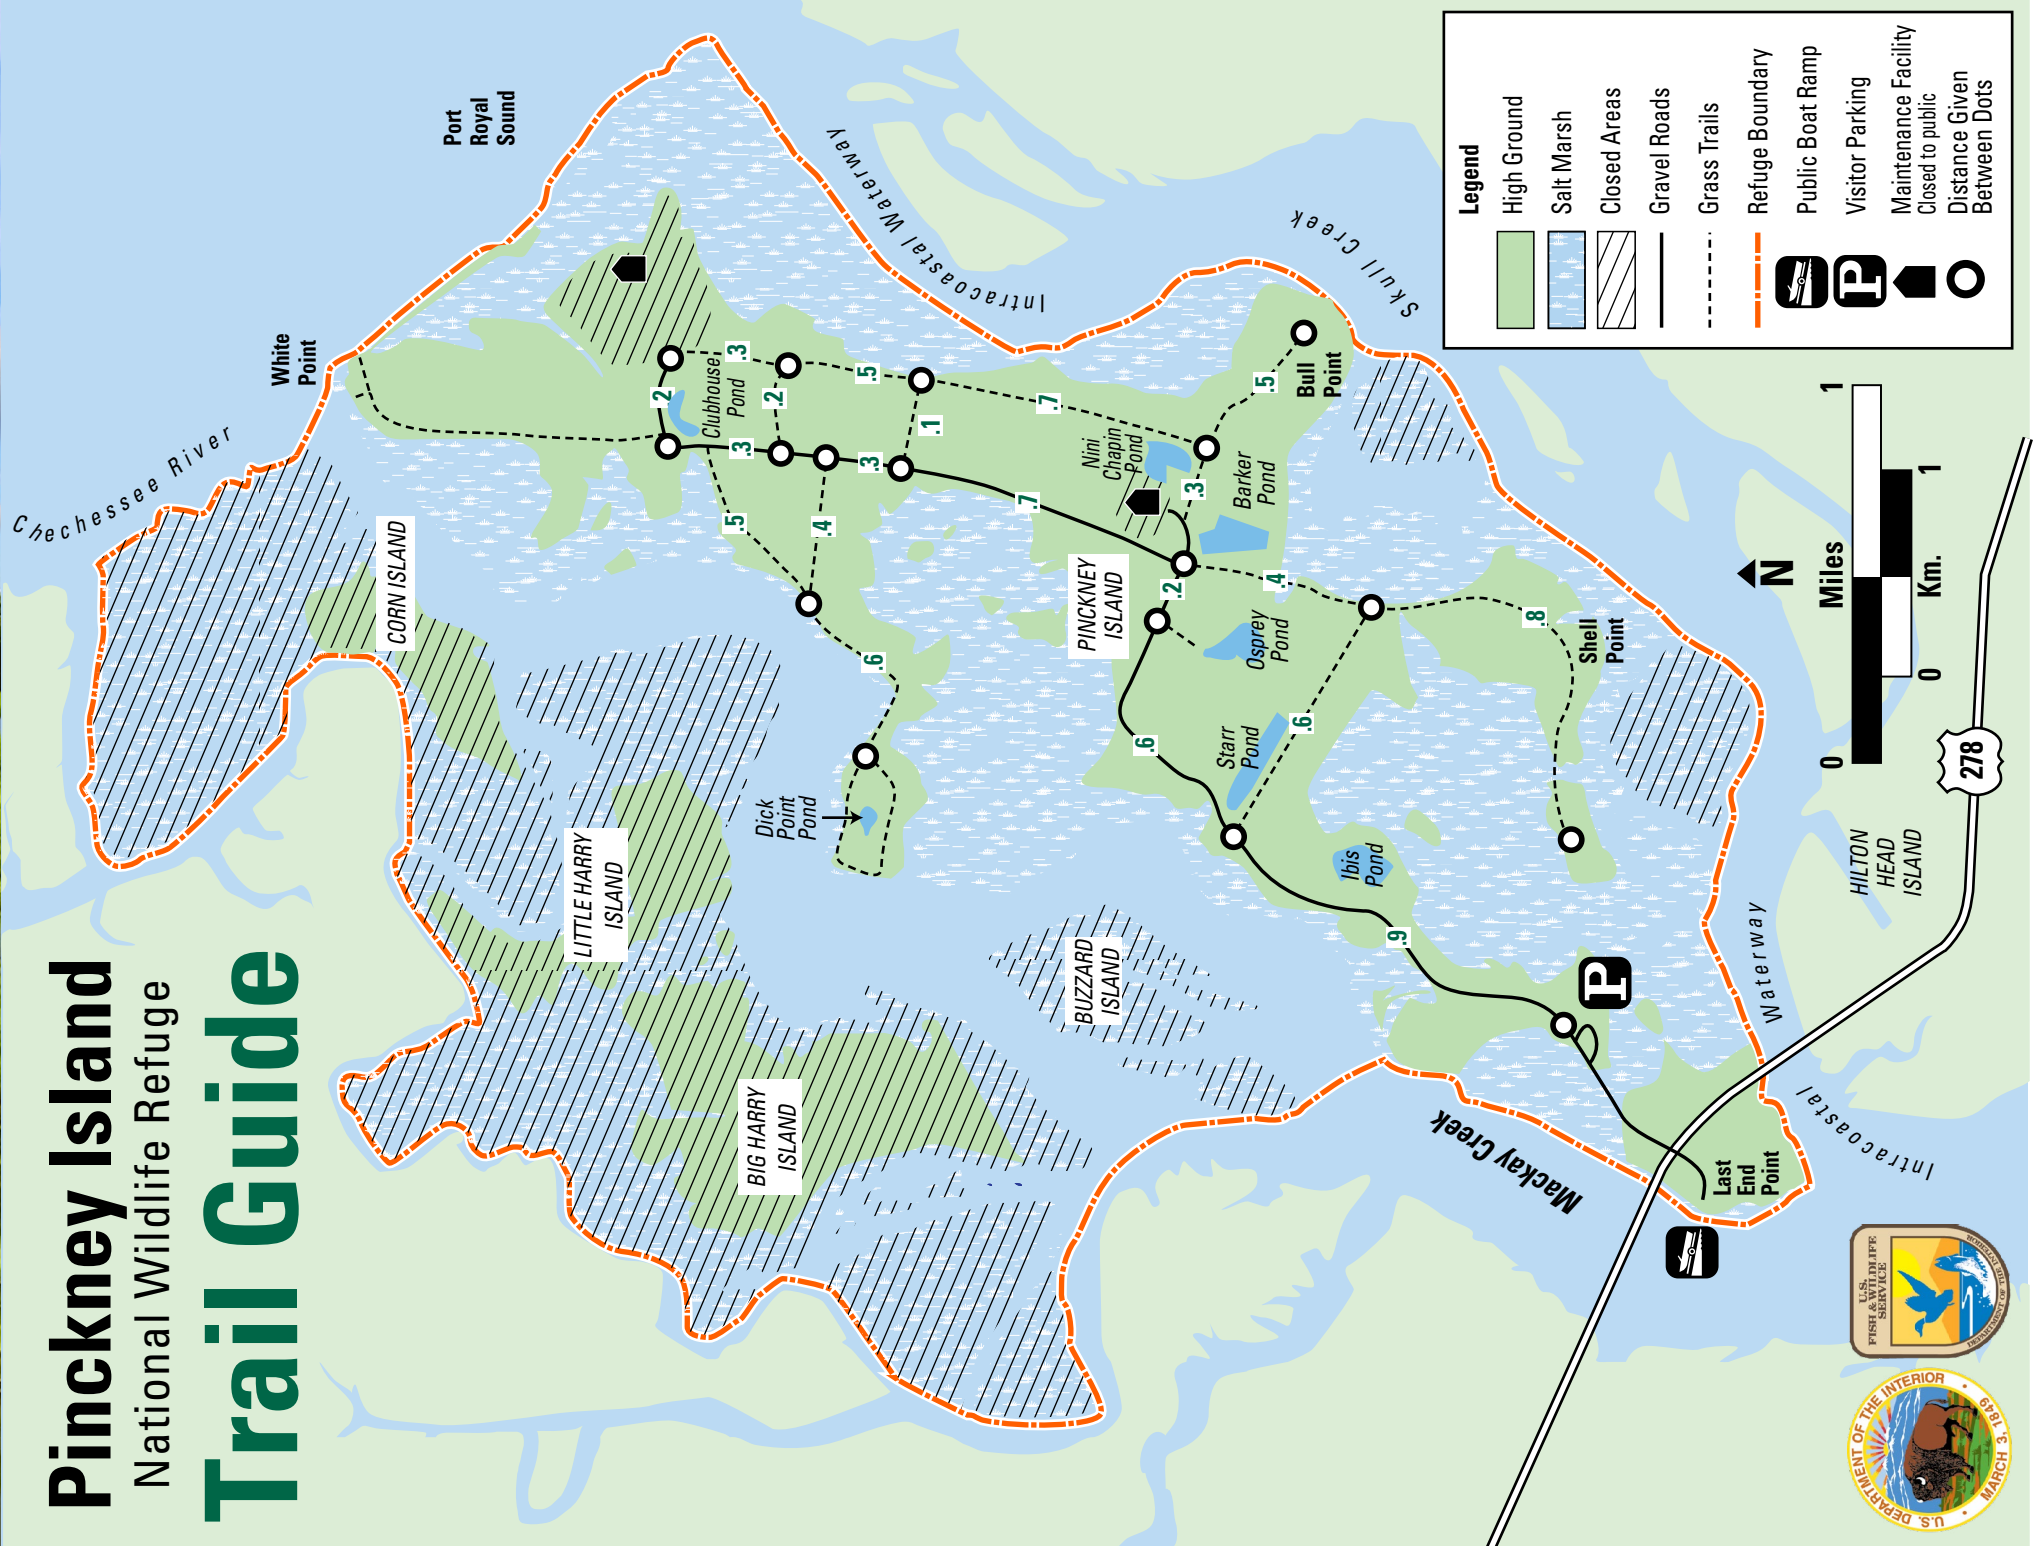 Pinckney Island
National Wildlife Refuge
Trail Guide
Chechessee River
White
Point
Port
Royal
Sound
Intracoastal Waterway
Skull Creek
CORN ISLAND
LITTLE HARRY
ISLAND
BIG HARRY
ISLAND
BUZZARD
ISLAND
PINCKNEY
ISLAND
Clubhouse
Pond
Dick
Point
Pond
Nini
Chapin
Pond
Barker
Pond
Osprey
Pond
Starr
Pond
Ibis
Pond
Bull
Point
Shell
Point
Last
End
Point
Mackay Creek
Intracoastal Waterway
HILTON
HEAD
ISLAND
278
P
.2
.3
.3
.2
.5
.3
.1
.5
.4
.6
.7
.7
.3
.5
.2
.4
.6
.6
.8
.9
N
Miles
0
1
Km.
0
1
Legend
High Ground
Salt Marsh
Closed Areas
Gravel Roads
Grass Trails
Refuge Boundary
Public Boat Ramp
P
Visitor Parking
Maintenance Facility
Closed to public
Distance Given
Between Dots
U.S. DEPARTMENT OF THE INTERIOR
MARCH 3, 1849
U.S.
FISH & WILDLIFE
SERVICE
DEPARTMENT OF THE INTERIOR